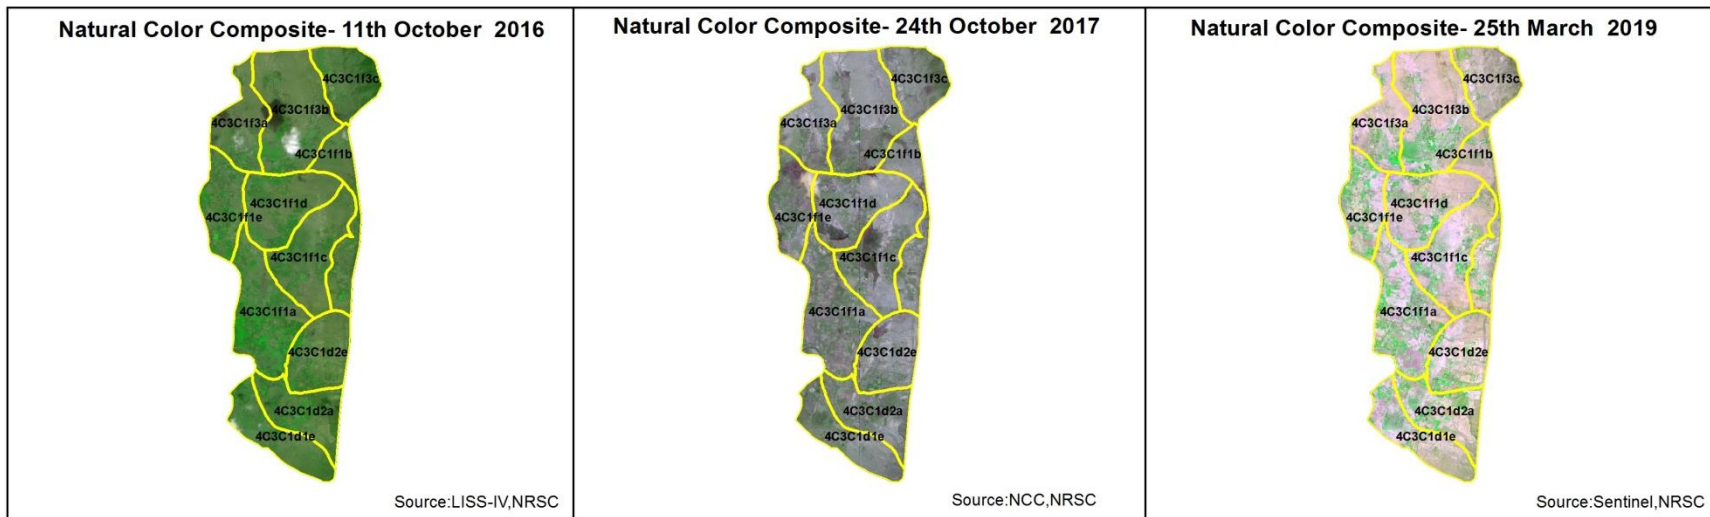 Natural Color Composite- 11th October 2016
4C3C1f3c
4C3C1f3b
4C3C1f3a
4C3C1f1b
4C3C1f1d
4C3C1f1e
4C3C1f1c
4C3C1f1a
4C3C1d2e
4C3C1d2a
4C3C1d1e
Source:LISS-IV,NRSC
Natural Color Composite- 24th October 2017
4C3C1f3c
4C3C1f3b
4C3C1f3a
4C3C1f1b
4C3C1f1d
4C3C1f1e
4C3C1f1c
4C3C1f1a
4C3C1d2e
4C3C1d2a
4C3C1d1e
Source:NCC,NRSC
Natural Color Composite- 25th March 2019
4C3C1f3c
4C3C1f3b
4C3C1f3a
4C3C1f1b
4C3C1f1d
4C3C1f1e
4C3C1f1c
4C3C1f1a
4C3C1d2e
4C3C1d2a
4C3C1d1e
Source:Sentinel,NRSC